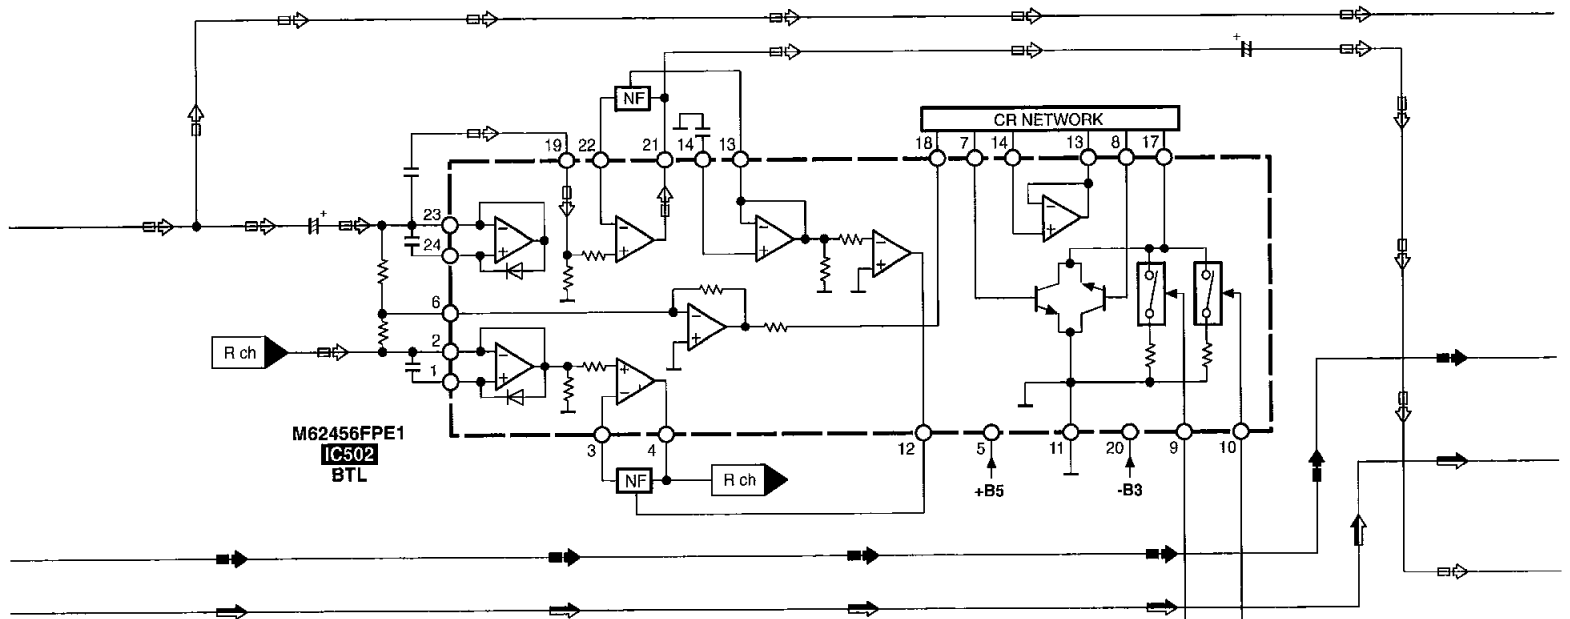 +
NF
CR NETWORK
19 22 21 14 13 18 7 14 13 8 17
+
23
24
6
2
1
R ch
M62456FPE1
IC502
BTL
3 4 12 5 11 20 9 10
NF
R ch
+B5
-B3